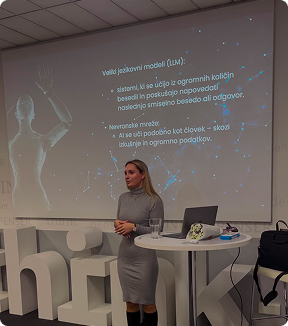 Veliki jezikovni modeli (LLM):
sistemi, ki se učijo iz ogromnih količin
besedil in poskušajo napovedati
naslednjo smiselno besedo ali odgovor.
Nevronske mreže:
AI se uči podobno kot človek – skozi
izkušnje in ogromno podatkov.
think